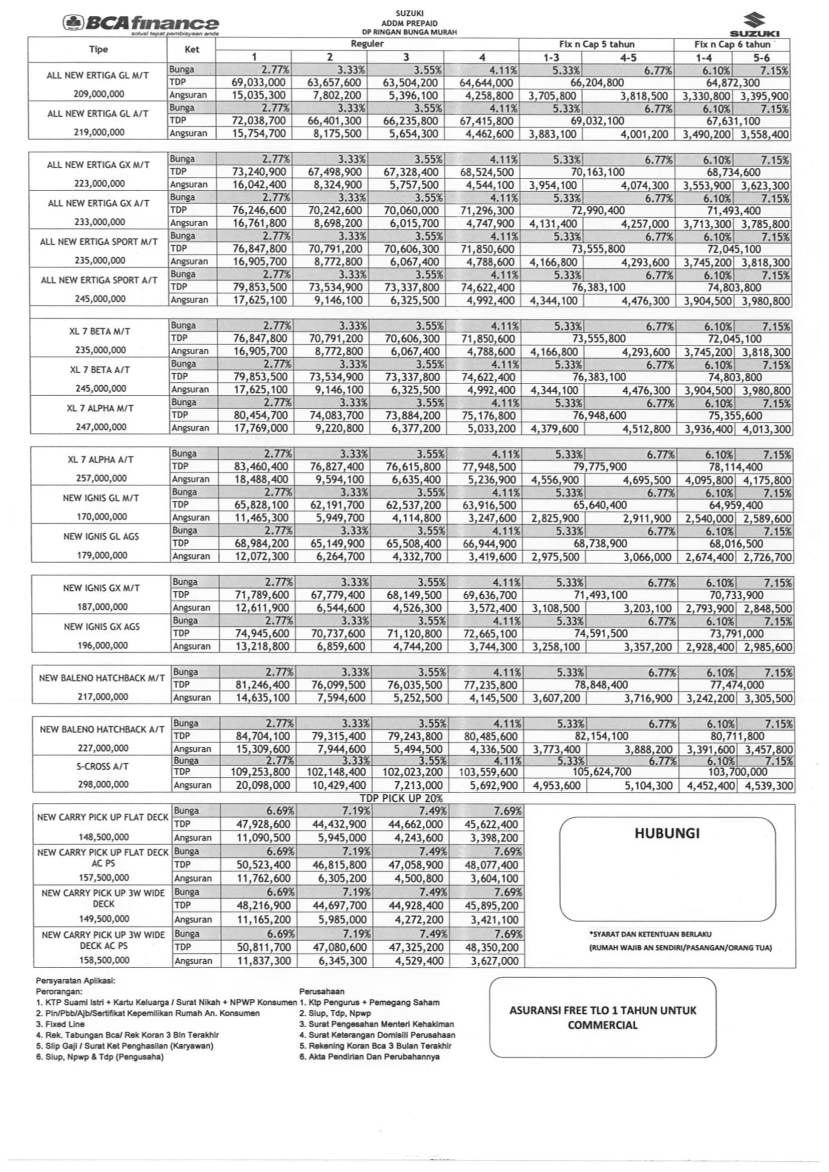 BCA finance
solusi tepat pembiayaan anda
SUZUKI
ADDM PREPAID
DP RINGAN BUNGA MURAH
SUZUKI
Tipe Ket Reguler Fix n Cap 5 tahun Fix n Cap 6 tahun
1 2 3 4 1-3 4-5 1-4 5-6
ALL NEW ERTIGA GL M/T Bunga 2.77% 3.33% 3.55% 4.11% 5.33% 6.77% 6.10% 7.15%
TDP 69,033,000 63,657,600 63,504,200 64,644,000 66,204,800 64,872,300
209,000,000 Angsuran 15,035,300 7,802,200 5,396,100 4,258,800 3,705,800 3,818,500 3,330,800 3,395,900
ALL NEW ERTIGA GL A/T Bunga 2.77% 3.33% 3.55% 4.11% 5.33% 6.77% 6.10% 7.15%
TDP 72,038,700 66,401,300 66,235,800 67,415,800 69,032,100 67,631,100
219,000,000 Angsuran 15,754,700 8,175,500 5,654,300 4,462,600 3,883,100 4,001,200 3,490,200 3,558,400
ALL NEW ERTIGA GX M/T Bunga 2.77% 3.33% 3.55% 4.11% 5.33% 6.77% 6.10% 7.15%
TDP 73,240,900 67,498,900 67,328,400 68,524,500 70,163,100 68,734,600
223,000,000 Angsuran 16,042,400 8,324,900 5,757,500 4,544,100 3,954,100 4,074,300 3,553,900 3,623,300
ALL NEW ERTIGA GX A/T Bunga 2.77% 3.33% 3.55% 4.11% 5.33% 6.77% 6.10% 7.15%
TDP 76,246,600 70,242,600 70,060,000 71,296,300 72,990,400 71,493,400
233,000,000 Angsuran 16,761,800 8,698,200 6,015,700 4,747,900 4,131,400 4,257,000 3,713,300 3,785,800
ALL NEW ERTIGA SPORT M/T Bunga 2.77% 3.33% 3.55% 4.11% 5.33% 6.77% 6.10% 7.15%
TDP 76,847,800 70,791,200 70,606,300 71,850,600 73,555,800 72,045,100
235,000,000 Angsuran 16,905,700 8,772,800 6,067,400 4,788,600 4,166,800 4,293,600 3,745,200 3,818,300
ALL NEW ERTIGA SPORT A/T Bunga 2.77% 3.33% 3.55% 4.11% 5.33% 6.77% 6.10% 7.15%
TDP 79,853,500 73,534,900 73,337,800 74,622,400 76,383,100 74,803,800
245,000,000 Angsuran 17,625,100 9,146,100 6,325,500 4,992,400 4,344,100 4,476,300 3,904,500 3,980,800
XL 7 BETA M/T Bunga 2.77% 3.33% 3.55% 4.11% 5.33% 6.77% 6.10% 7.15%
TDP 76,847,800 70,791,200 70,606,300 71,850,600 73,555,800 72,045,100
235,000,000 Angsuran 16,905,700 8,772,800 6,067,400 4,788,600 4,166,800 4,293,600 3,745,200 3,818,300
XL 7 BETA A/T Bunga 2.77% 3.33% 3.55% 4.11% 5.33% 6.77% 6.10% 7.15%
TDP 79,853,500 73,534,900 73,337,800 74,622,400 76,383,100 74,803,800
245,000,000 Angsuran 17,625,100 9,146,100 6,325,500 4,992,400 4,344,100 4,476,300 3,904,500 3,980,800
XL 7 ALPHA M/T Bunga 2.77% 3.33% 3.55% 4.11% 5.33% 6.77% 6.10% 7.15%
TDP 80,454,700 74,083,700 73,884,200 75,176,800 76,948,600 75,355,600
247,000,000 Angsuran 17,769,000 9,220,800 6,377,200 5,033,200 4,379,600 4,512,800 3,936,400 4,013,300
XL 7 ALPHA A/T Bunga 2.77% 3.33% 3.55% 4.11% 5.33% 6.77% 6.10% 7.15%
TDP 83,460,400 76,827,400 76,615,800 77,948,500 79,775,900 78,114,400
257,000,000 Angsuran 18,488,400 9,594,100 6,635,400 5,236,900 4,556,900 4,695,500 4,095,800 4,175,800
NEW IGNIS GL M/T Bunga 2.77% 3.33% 3.55% 4.11% 5.33% 6.77% 6.10% 7.15%
TDP 65,828,100 62,191,700 62,537,200 63,916,500 65,640,400 64,959,400
170,000,000 Angsuran 11,465,300 5,949,700 4,114,800 3,247,600 2,825,900 2,911,900 2,540,000 2,589,600
NEW IGNIS GL AGS Bunga 2.77% 3.33% 3.55% 4.11% 5.33% 6.77% 6.10% 7.15%
TDP 68,984,200 65,149,900 65,508,400 66,944,900 68,738,900 68,016,500
179,000,000 Angsuran 12,072,300 6,264,700 4,332,700 3,419,600 2,975,500 3,066,000 2,674,400 2,726,700
NEW IGNIS GX M/T Bunga 2.77% 3.33% 3.55% 4.11% 5.33% 6.77% 6.10% 7.15%
TDP 71,789,600 67,779,400 68,149,500 69,636,700 71,493,100 70,733,900
187,000,000 Angsuran 12,611,900 6,544,600 4,526,300 3,572,400 3,108,500 3,203,100 2,793,900 2,848,500
NEW IGNIS GX AGS Bunga 2.77% 3.33% 3.55% 4.11% 5.33% 6.77% 6.10% 7.15%
TDP 74,945,600 70,737,600 71,120,800 72,665,100 74,591,500 73,791,000
196,000,000 Angsuran 13,218,800 6,859,600 4,744,200 3,744,300 3,258,100 3,357,200 2,928,400 2,985,600
NEW BALENO HATCHBACK M/T Bunga 2.77% 3.33% 3.55% 4.11% 5.33% 6.77% 6.10% 7.15%
TDP 81,246,400 76,099,500 76,035,500 77,235,800 78,848,400 77,474,000
217,000,000 Angsuran 14,635,100 7,594,600 5,252,500 4,145,500 3,607,200 3,716,900 3,242,200 3,305,500
NEW BALENO HATCHBACK A/T Bunga 2.77% 3.33% 3.55% 4.11% 5.33% 6.77% 6.10% 7.15%
TDP 84,704,100 79,315,400 79,243,800 80,485,600 82,154,100 80,711,800
227,000,000 Angsuran 15,309,600 7,944,600 5,494,500 4,336,500 3,773,400 3,888,200 3,391,600 3,457,800
S-CROSS A/T Bunga 2.77% 3.33% 3.55% 4.11% 5.33% 6.77% 6.10% 7.15%
TDP 109,253,800 102,148,400 102,023,200 103,559,600 105,624,700 103,700,000
298,000,000 Angsuran 20,098,000 10,429,400 7,213,000 5,692,900 4,953,600 5,104,300 4,452,400 4,539,300
TDP PICK UP 20%
NEW CARRY PICK UP FLAT DECK Bunga 6.69% 7.19% 7.49% 7.69%
TDP 47,928,600 44,432,900 44,662,000 45,622,400
148,500,000 Angsuran 11,090,500 5,945,000 4,243,600 3,398,200
NEW CARRY PICK UP FLAT DECK Bunga 6.69% 7.19% 7.49% 7.69%
AC PS TDP 50,523,400 46,815,800 47,058,900 48,077,400
157,500,000 Angsuran 11,762,600 6,305,200 4,500,800 3,604,100
NEW CARRY PICK UP 3W WIDE Bunga 6.69% 7.19% 7.49% 7.69%
DECK TDP 48,216,900 44,697,700 44,928,400 45,895,200
149,500,000 Angsuran 11,165,200 5,985,000 4,272,200 3,421,100
NEW CARRY PICK UP 3W WIDE Bunga 6.69% 7.19% 7.49% 7.69%
DECK AC PS TDP 50,811,700 47,080,600 47,325,200 48,350,200
158,500,000 Angsuran 11,837,300 6,345,300 4,529,400 3,627,000
HUBUNGI
*SYARAT DAN KETENTUAN BERLAKU
(RUMAH WAJIB AN SENDIRI/PASANGAN/ORANG TUA)
Persyaratan Aplikasi:
Perorangan:
1. KTP Suami Istri + Kartu Keluarga / Surat Nikah + NPWP Konsumen
2. Pln/Pbb/Ajb/Sertifikat Kepemilikan Rumah An. Konsumen
3. Fixed Line
4. Rek. Tabungan Bca/ Rek Koran 3 Bln Terakhir
5. Slip Gaji / Surat Ket Penghasilan (Karyawan)
6. Siup, Npwp & Tdp (Pengusaha)
Perusahaan
1. Ktp Pengurus + Pemegang Saham
2. Siup, Tdp, Npwp
3. Surat Pengesahan Menteri Kehakiman
4. Surat Keterangan Domisili Perusahaan
5. Rekening Koran Bca 3 Bulan Terakhir
6. Akta Pendirian Dan Perubahannya
ASURANSI FREE TLO 1 TAHUN UNTUK
COMMERCIAL